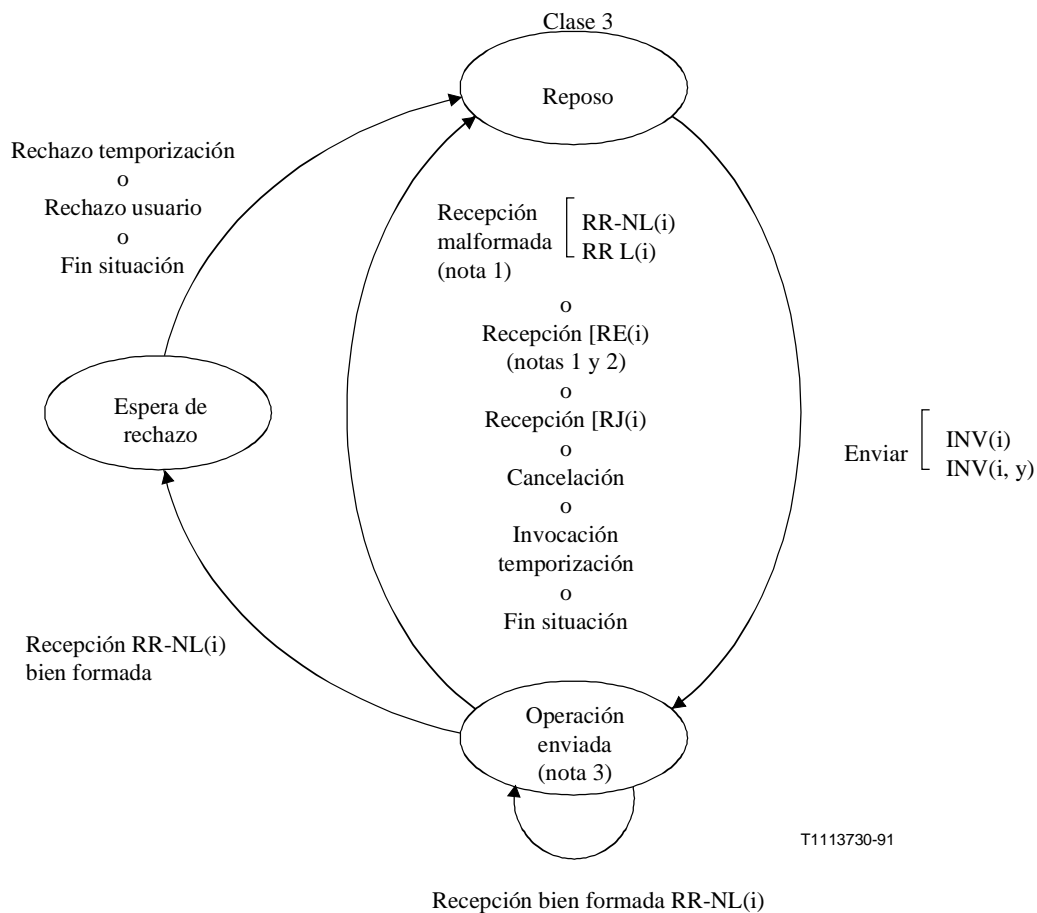 Clase 3
Reposo
Rechazo temporización
o
Rechazo usuario
o
Fin situación
Recepción
malformada
(nota 1)
RR-NL(i)
RR L(i)
o
Recepción [RE(i)
(notas 1 y 2)
o
Recepción [RJ(i)
o
Cancelación
o
Invocación
temporización
o
Fin situación
Espera de
rechazo
Enviar
INV(i)
INV(i, y)
Recepción RR-NL(i)
bien formada
Operación
enviada
(nota 3)
T1113730-91
Recepción bien formada RR-NL(i)